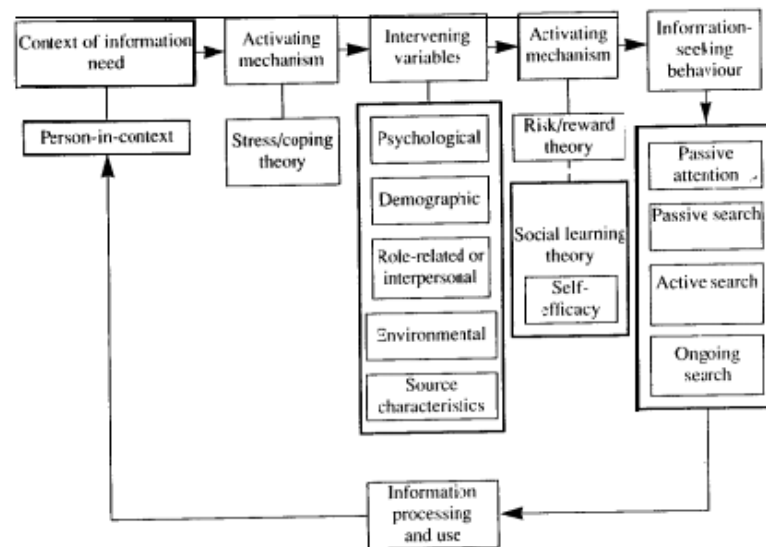 Context of information
need
Activating
mechanism
Intervening
variables
Activating
mechanism
Information-
seeking
behaviour
Person-in-context
Stress/coping
theory
Psychological
Demographic
Role-related or
interpersonal
Environmental
Source
characteristics
Risk/reward
theory
Social learning
theory
Self-
efficacy
Passive
attention
Passive search
Active search
Ongoing
search
Information
processing
and use